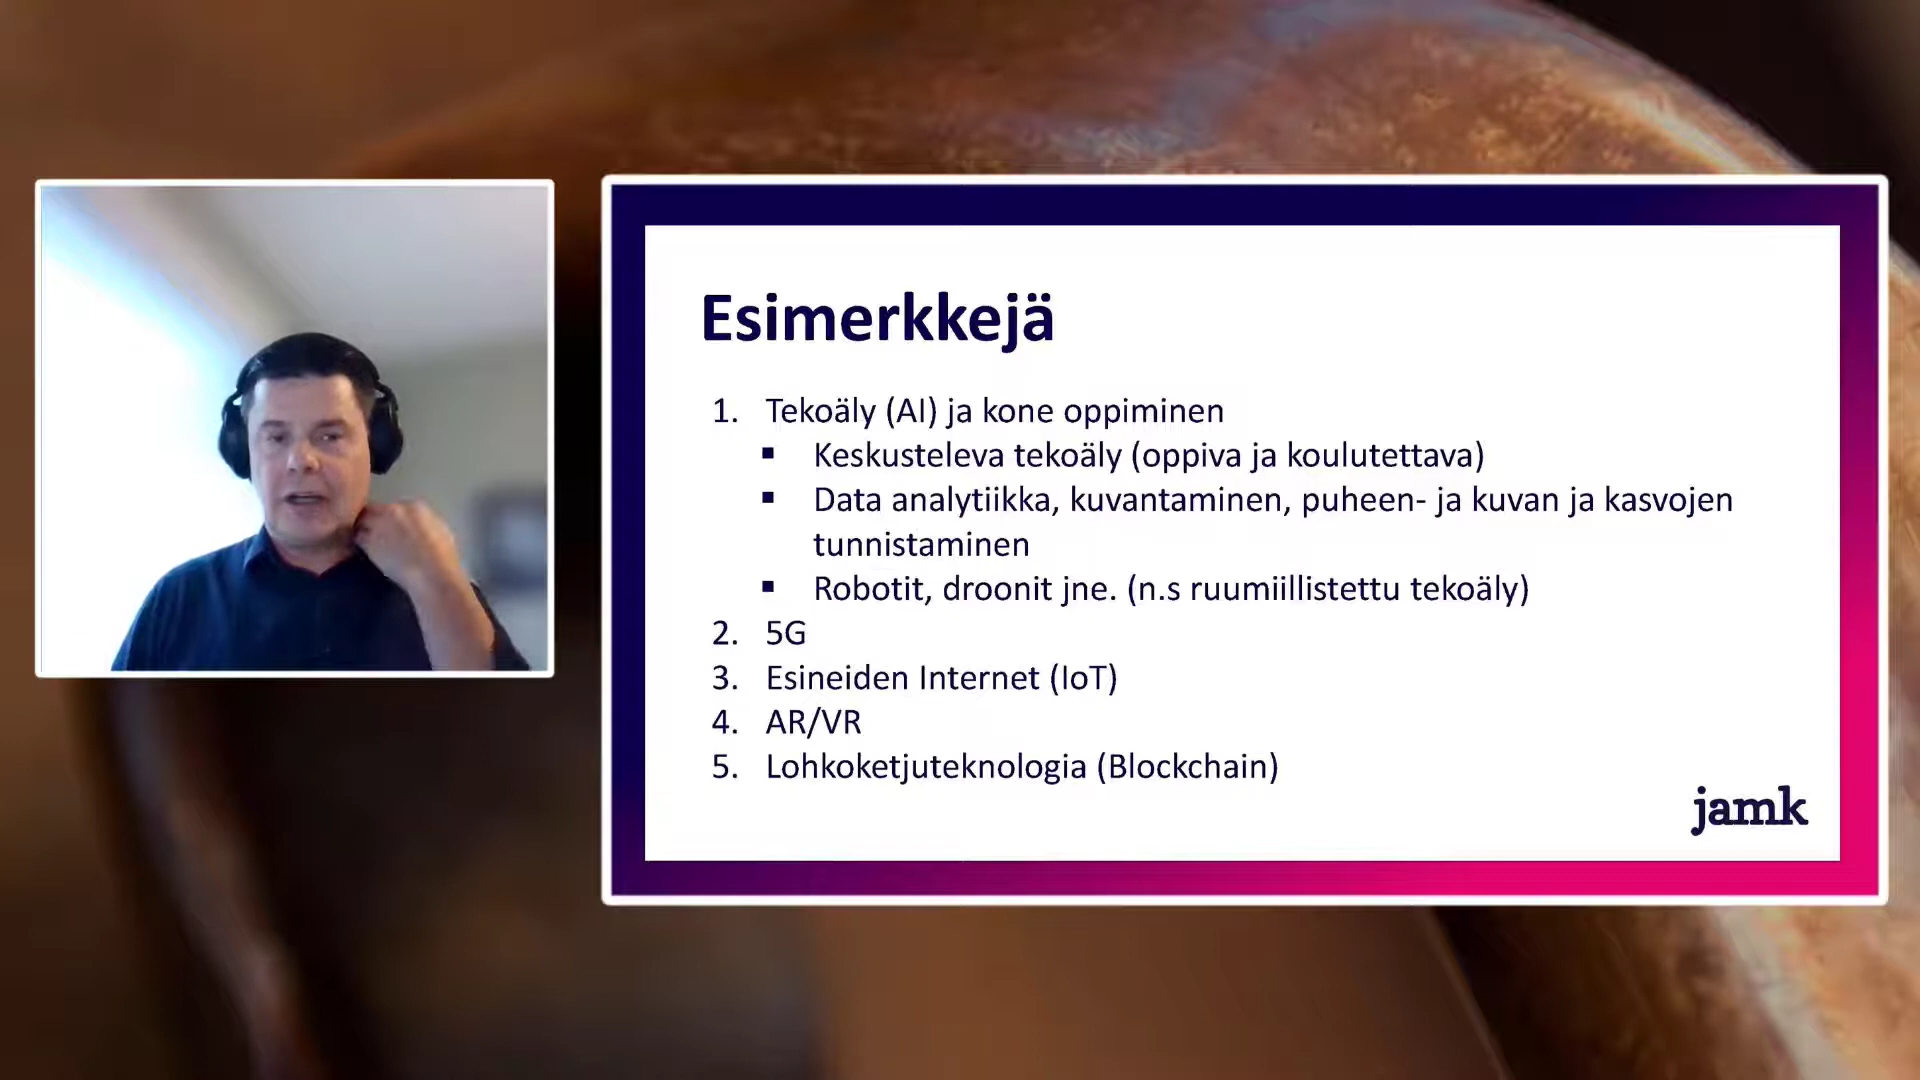 Esimerkkejä
1. Tekoäly (AI) ja kone oppiminen
▪ Keskusteleva tekoäly (oppiva ja koulutettava)
▪ Data analytiikka, kuvantaminen, puheen- ja kuvan ja kasvojen
tunnistaminen
▪ Robotit, droonit jne. (n.s ruumiillistettu tekoäly)
2. 5G
3. Esineiden Internet (IoT)
4. AR/VR
5. Lohkoketjuteknologia (Blockchain)
jamk